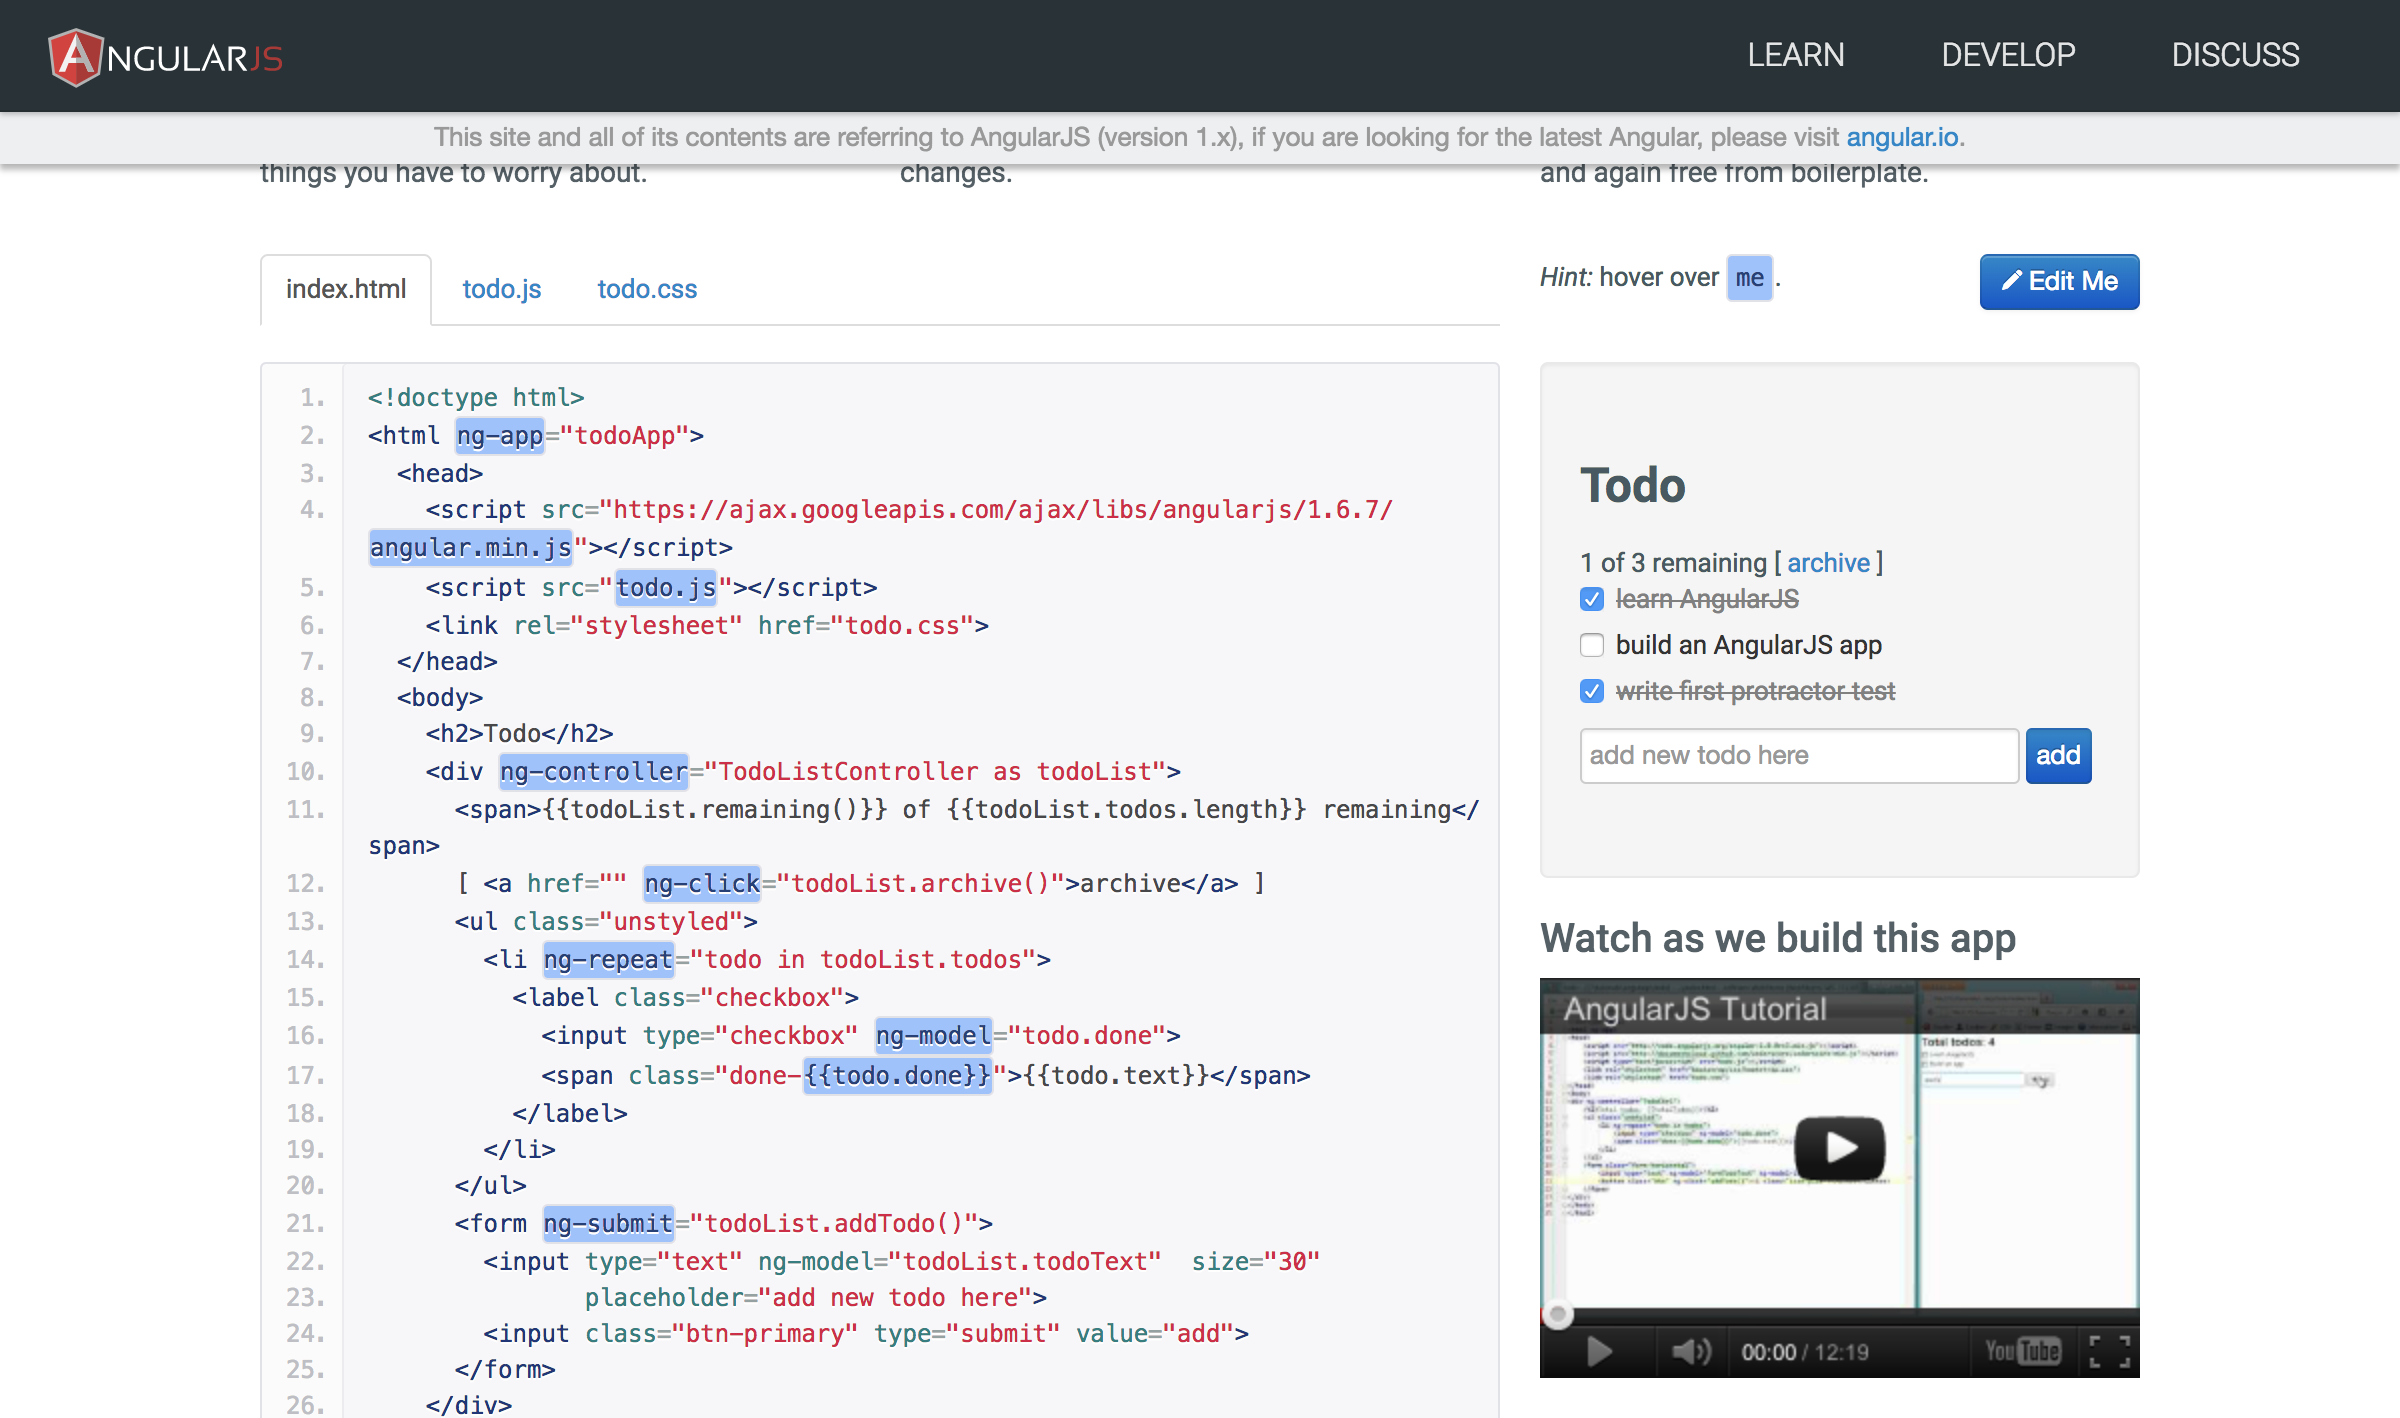 ANGULARJS
LEARN DEVELOP DISCUSS
This site and all of its contents are referring to AngularJS (version 1.x), if you are looking for the latest Angular, please visit angular.io.
things you have to worry about.
changes.
and again free from boilerplate.
index.html todo.js todo.css
1. <!doctype html>
2. <html ng-app="todoApp">
3. <head>
4. <script src="https://ajax.googleapis.com/ajax/libs/angularjs/1.6.7/
angular.min.js"></script>
5. <script src="todo.js"></script>
6. <link rel="stylesheet" href="todo.css">
7. </head>
8. <body>
9. <h2>Todo</h2>
10. <div ng-controller="TodoListController as todoList">
11. <span>{{todoList.remaining()}} of {{todoList.todos.length}} remaining</
span>
12. [ <a href="" ng-click="todoList.archive()">archive</a> ]
13. <ul class="unstyled">
14. <li ng-repeat="todo in todoList.todos">
15. <label class="checkbox">
16. <input type="checkbox" ng-model="todo.done">
17. <span class="done-{{todo.done}}">{{todo.text}}</span>
18. </label>
19. </li>
20. </ul>
21. <form ng-submit="todoList.addTodo()">
22. <input type="text" ng-model="todoList.todoText"  size="30"
23. placeholder="add new todo here">
24. <input class="btn-primary" type="submit" value="add">
25. </form>
26. </div>
Hint: hover over me .
Edit Me
Todo
1 of 3 remaining [ archive ]
learn AngularJS
build an AngularJS app
write first protractor test
add new todo here
add
Watch as we build this app
AngularJS Tutorial
Total todos: 4
00:00 / 12:19
YouTube